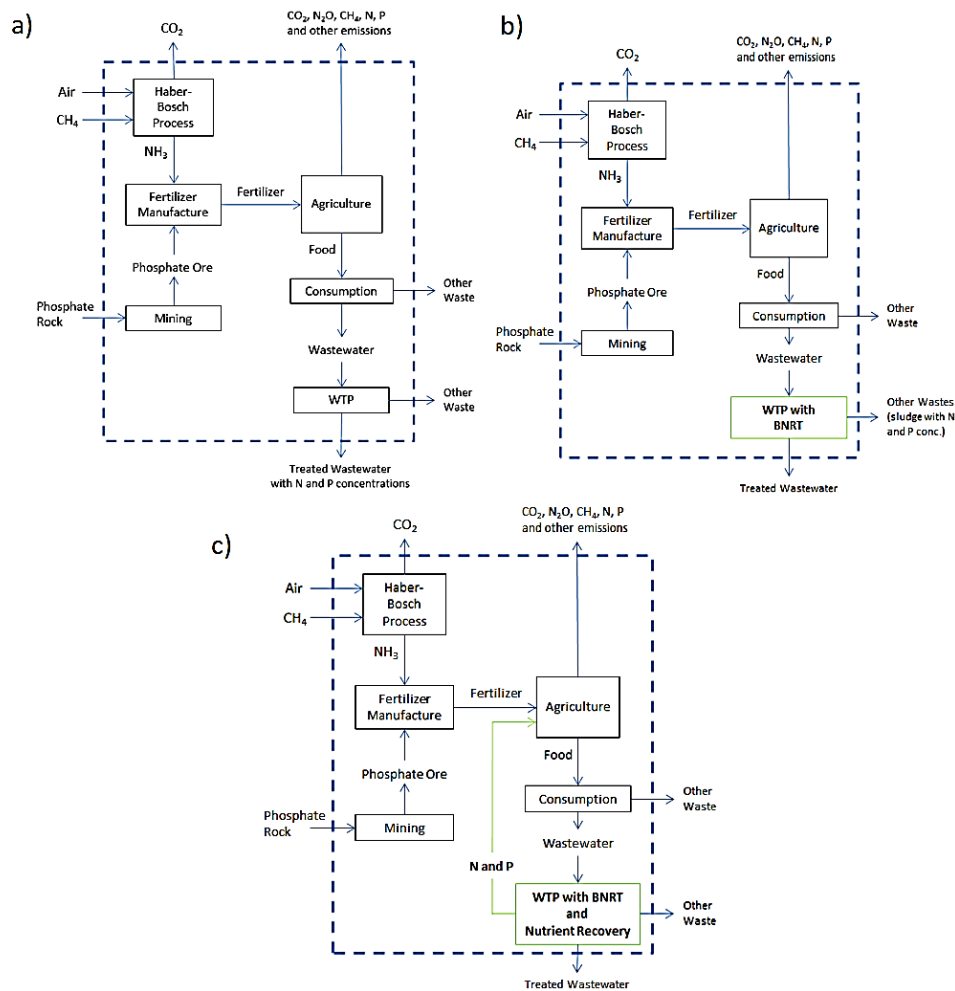 a)
CO₂
CO₂, N₂O, CH₄, N, P
and other emissions
Air
CH₄
Haber-
Bosch
Process
NH₃
Fertilizer
Manufacture
Fertilizer
Agriculture
Food
Phosphate Ore
Phosphate
Rock
Mining
Consumption
Other
Waste
Wastewater
WTP
Other
Waste
Treated Wastewater
with N and P concentrations
b)
CO₂
CO₂, N₂O, CH₄, N, P
and other emissions
Air
CH₄
Haber-
Bosch
Process
NH₃
Fertilizer
Manufacture
Fertilizer
Agriculture
Food
Phosphate Ore
Phosphate
Rock
Mining
Consumption
Other
Waste
Wastewater
WTP with
BNRT
Other Wastes
(sludge with N
and P conc.)
Treated Wastewater
c)
CO₂
CO₂, N₂O, CH₄, N, P
and other emissions
Air
CH₄
Haber-
Bosch
Process
NH₃
Fertilizer
Manufacture
Fertilizer
Agriculture
Food
Phosphate Ore
Phosphate
Rock
Mining
Consumption
Other
Waste
Wastewater
N and P
WTP with BNRT
and
Nutrient Recovery
Other
Waste
Treated Wastewater